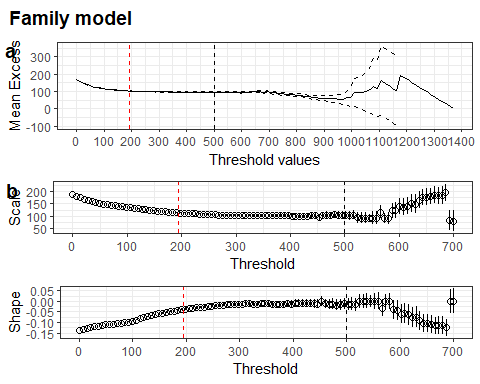 Family model
a
Mean Excess
300
200
100
0
-100
0 100 200 300 400 500 600 700 800 900 1000 1100 1200 1300 1400
Threshold values
b
Scale
200
150
100
50
0 100 200 300 400 500 600 700
Threshold
Shape
0.05
0.00
-0.05
-0.10
-0.15
0 100 200 300 400 500 600 700
Threshold